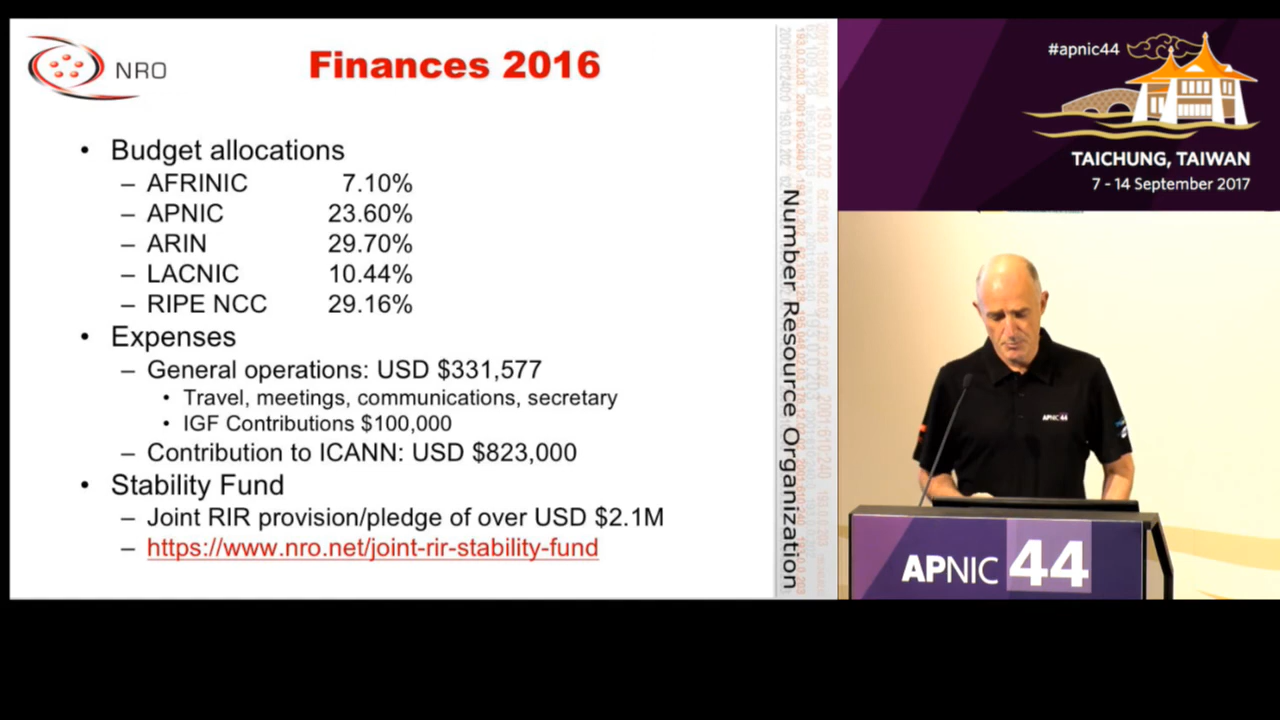 NRO
Finances 2016
• Budget allocations
– AFRINIC 7.10%
– APNIC 23.60%
– ARIN 29.70%
– LACNIC 10.44%
– RIPE NCC 29.16%
• Expenses
– General operations: USD $331,577
• Travel, meetings, communications, secretary
• IGF Contributions $100,000
– Contribution to ICANN: USD $823,000
• Stability Fund
– Joint RIR provision/pledge of over USD $2.1M
– https://www.nro.net/joint-rir-stability-fund
Number Resource Organization
#apnic44
TAICHUNG, TAIWAN
7 - 14 September 2017
APNIC 44
APNIC 44